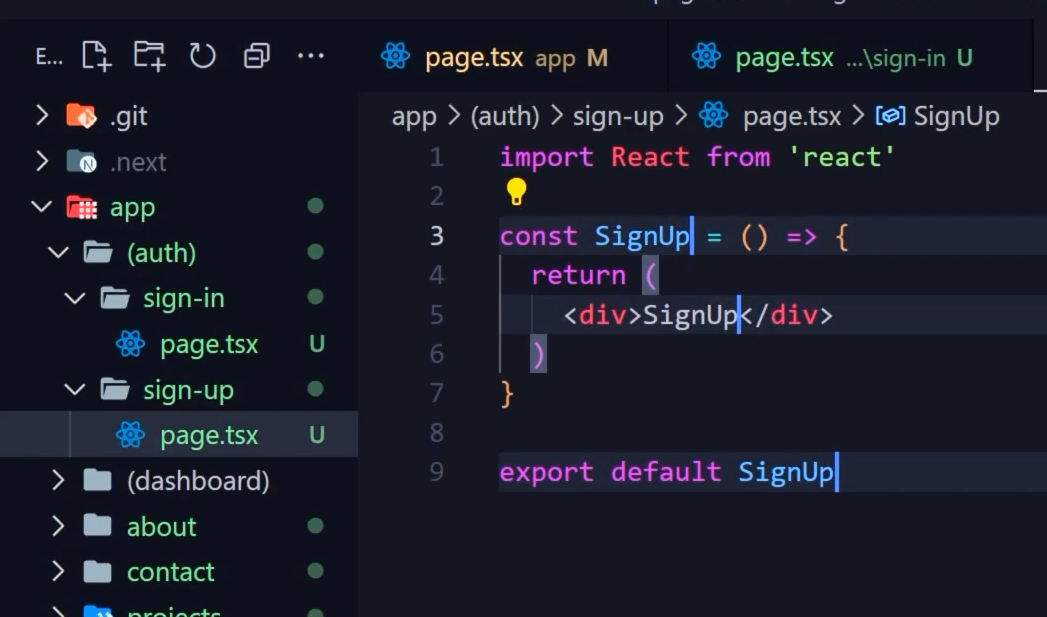 E...
page.tsx app M
page.tsx ...\sign-in U
.git
.next
app
(auth)
sign-in
page.tsx U
sign-up
page.tsx U
(dashboard)
about
contact
projects
app > (auth) > sign-up > page.tsx > SignUp
1 import React from 'react'
2
3 const SignUp = () => {
4 return (
5 <div>SignUp</div>
6 )
7 }
8
9 export default SignUp